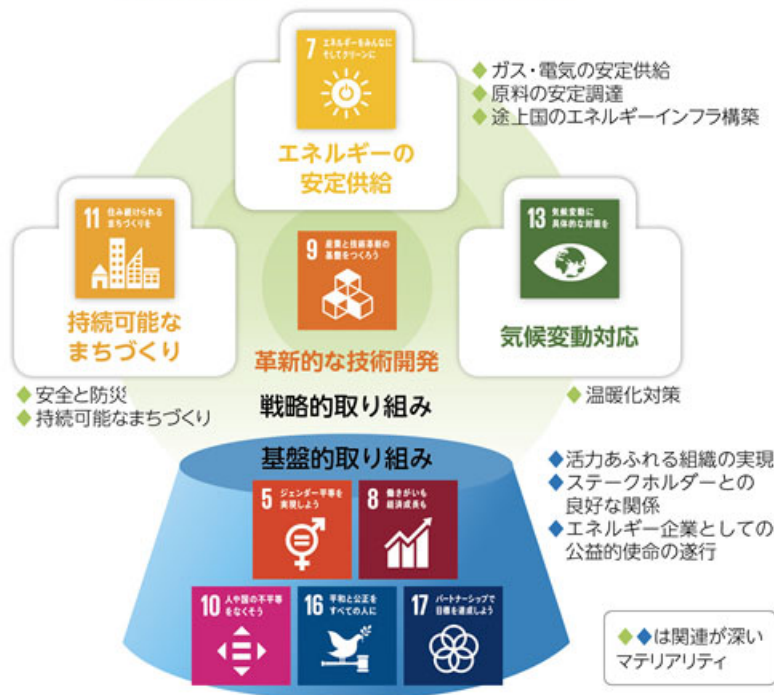 7 エネルギーをみんなに
そしてクリーンに
エネルギーの
安定供給
◆ガス・電気の安定供給
◆原料の安定調達
◆途上国のエネルギーインフラ構築
11 住み続けられる
まちづくりを
持続可能な
まちづくり
◆安全と防災
◆持続可能なまちづくり
9 産業と技術革新の
基盤をつくろう
革新的な技術開発
13 気候変動に
具体的な対策を
気候変動対応
◆温暖化対策
戦略的取り組み
基盤的取り組み
5 ジェンダー平等を
実現しよう
8 働きがいも
経済成長も
10 人や国の不平等
をなくそう
16 平和と公正を
すべての人に
17 パートナーシップで
目標を達成しよう
◆活力あふれる組織の実現
◆ステークホルダーとの
良好な関係
◆エネルギー企業としての
公益的使命の遂行
◆◆は関連が深い
マテリアリティ